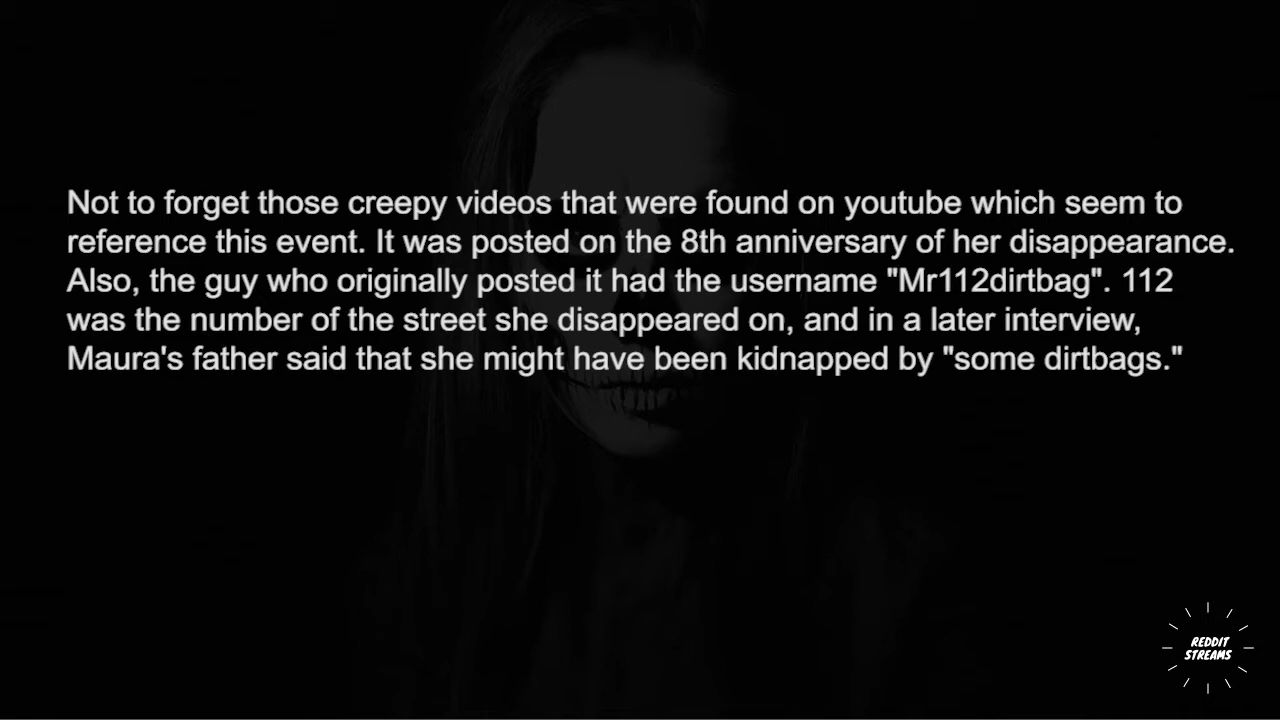 Not to forget those creepy videos that were found on youtube which seem to
reference this event. It was posted on the 8th anniversary of her disappearance.
Also, the guy who originally posted it had the username "Mr112dirtbag". 112
was the number of the street she disappeared on, and in a later interview,
Maura's father said that she might have been kidnapped by "some dirtbags."
REDDIT
STREAMS